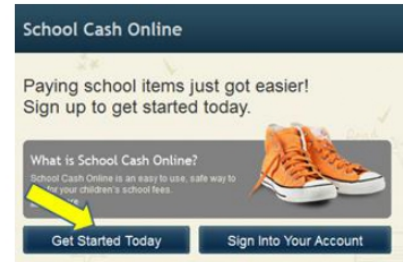 School Cash Online
Paying school items just got easier!
Sign up to get started today.
What is School Cash Online?
School Cash Online is an easy to use, safe way to
for your children's school fees.
Get Started Today
Sign Into Your Account